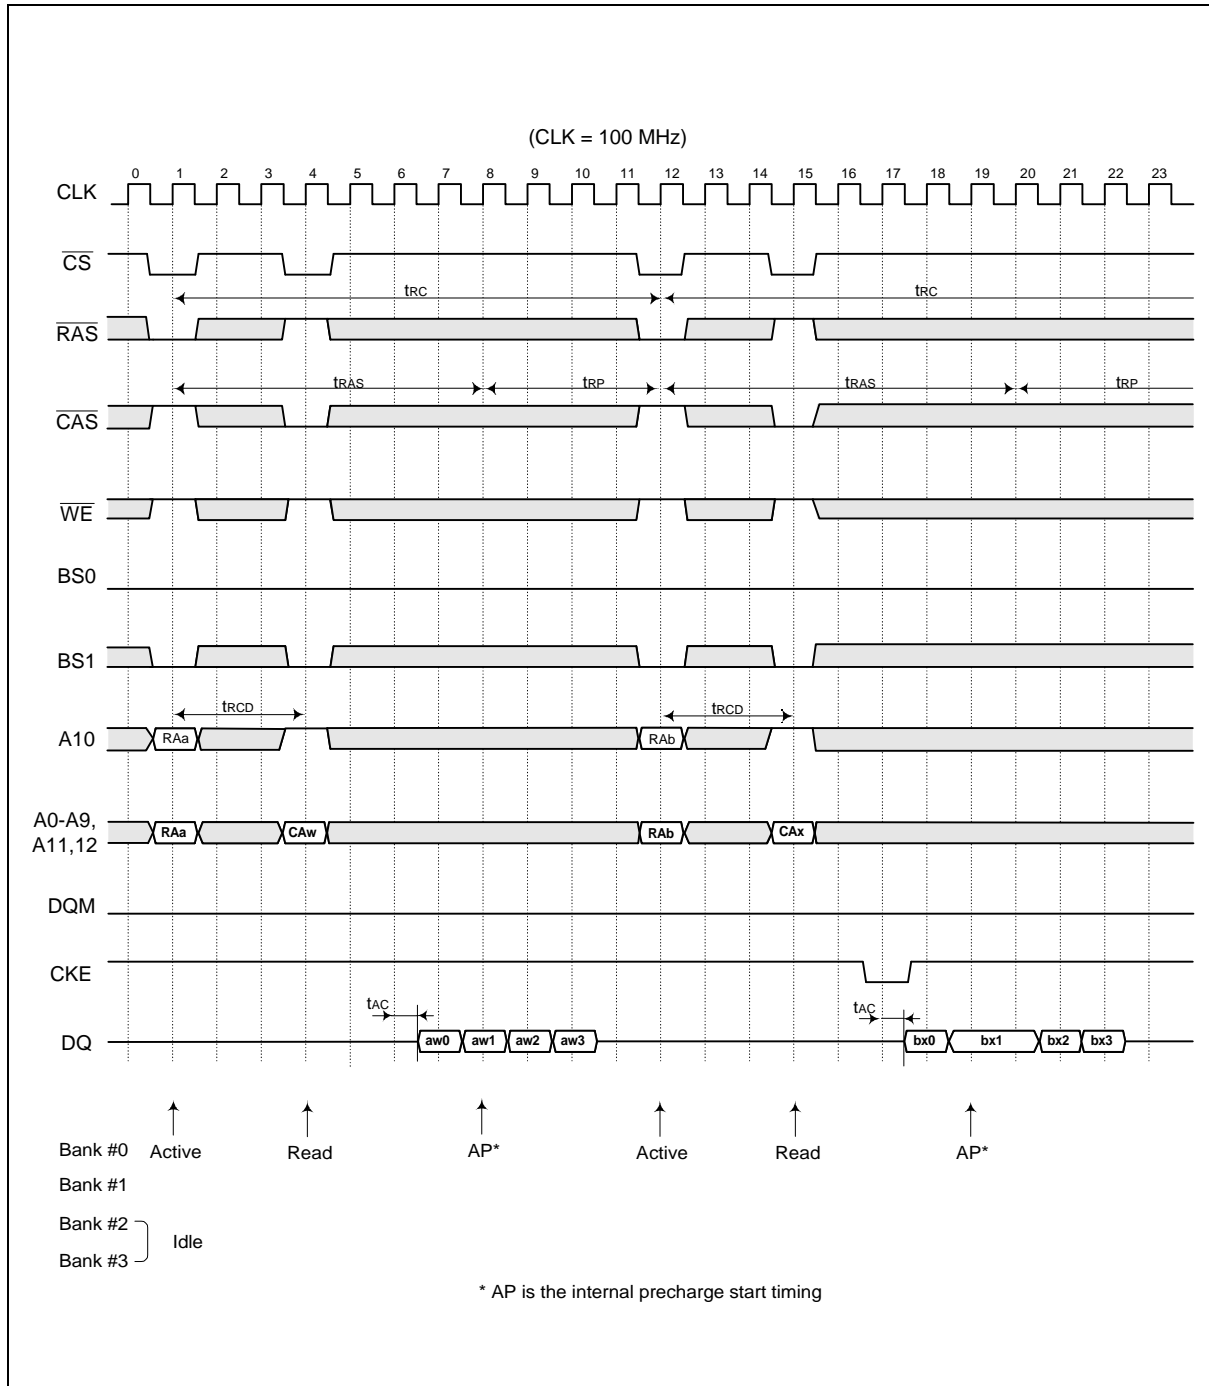 (CLK = 100 MHz)
0 1 2 3 4 5 6 7 8 9 10 11 12 13 14 15 16 17 18 19 20 21 22 23
CLK
CS
tRC tRC
RAS
tRAS tRP tRAS tRP
CAS
WE
BS0
BS1
tRCD tRCD
A10 RAa RAb
A0-A9,
A11,12 RAa CAw RAb CAx
DQM
CKE
tAC tAC
DQ aw0 aw1 aw2 aw3 bx0 bx1 bx2 bx3
Bank #0 Active Read AP* Active Read AP*
Bank #1
Bank #2
Idle
Bank #3
* AP is the internal precharge start timing